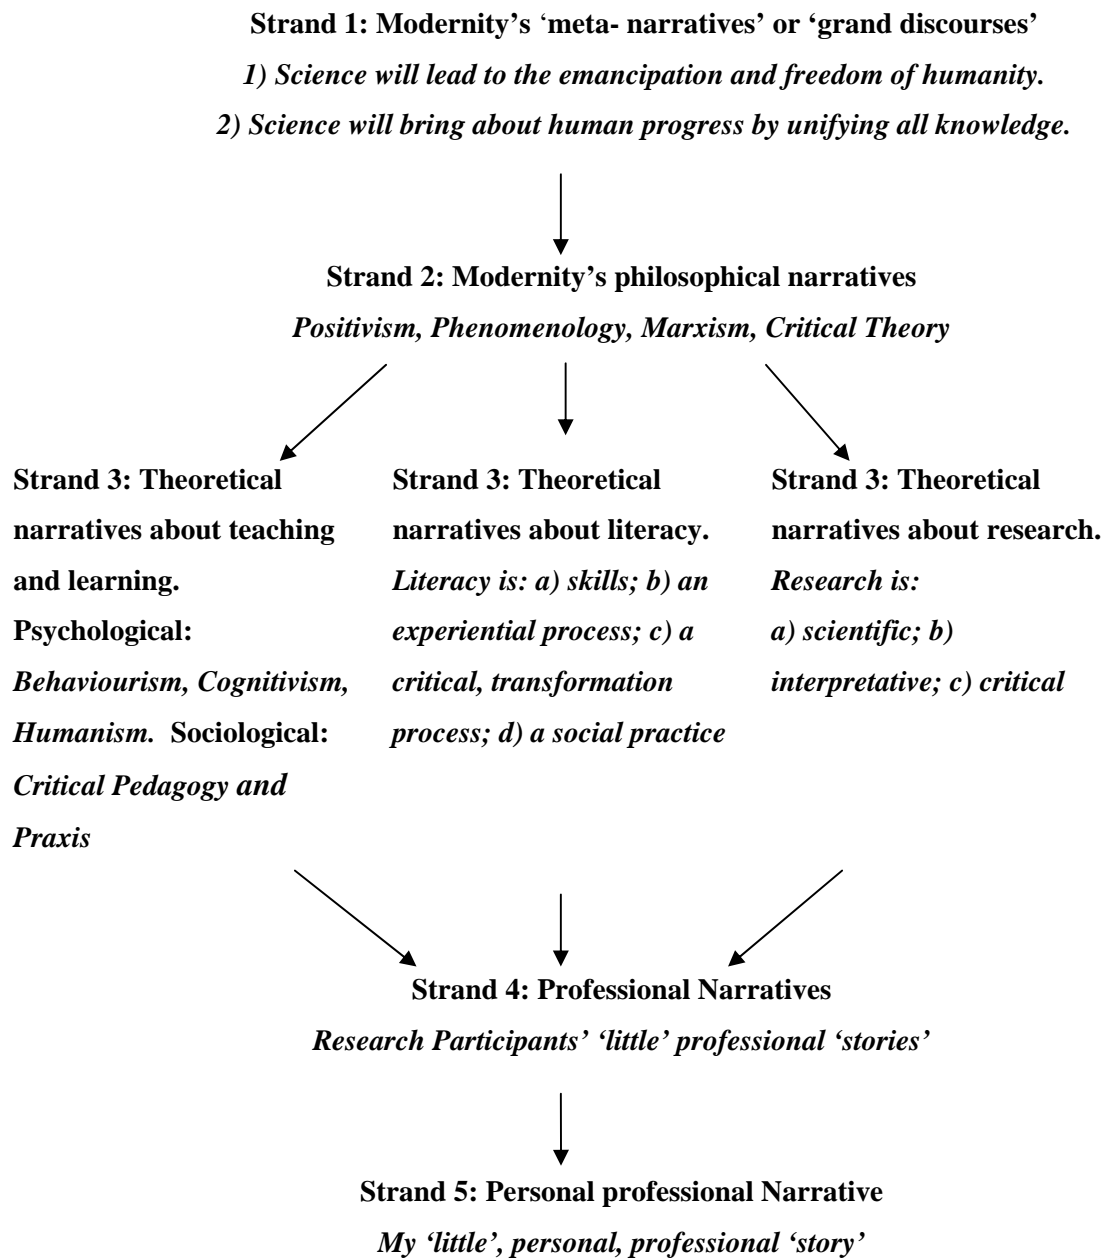 Strand 1: Modernity’s ‘meta- narratives’ or ‘grand discourses’
1) Science will lead to the emancipation and freedom of humanity.
2) Science will bring about human progress by unifying all knowledge.
Strand 2: Modernity’s philosophical narratives
Positivism, Phenomenology, Marxism, Critical Theory
Strand 3: Theoretical
narratives about teaching
and learning.
Psychological:
Behaviourism, Cognitivism,
Humanism. Sociological:
Critical Pedagogy and
Praxis
Strand 3: Theoretical
narratives about literacy.
Literacy is: a) skills; b) an
experiential process; c) a
critical, transformation
process; d) a social practice
Strand 3: Theoretical
narratives about research.
Research is:
a) scientific; b)
interpretative; c) critical
Strand 4: Professional Narratives
Research Participants’ ‘little’ professional ‘stories’
Strand 5: Personal professional Narrative
My ‘little’, personal, professional ‘story’